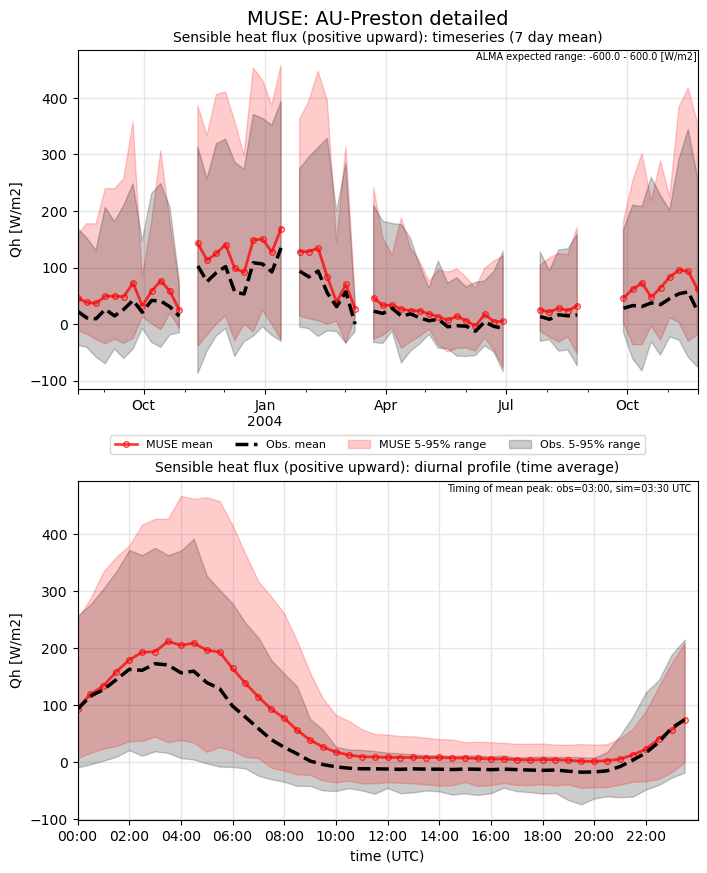 MUSE: AU-Preston detailed
Sensible heat flux (positive upward): timeseries (7 day mean)
ALMA expected range: -600.0 - 600.0 [W/m2]
Qh [W/m2]
400
300
200
100
0
−100
Oct Jan Apr Jul Oct
2004
MUSE mean Obs. mean MUSE 5-95% range Obs. 5-95% range
Sensible heat flux (positive upward): diurnal profile (time average)
Timing of mean peak: obs=03:00, sim=03:30 UTC
Qh [W/m2]
400
300
200
100
0
−100
00:00 02:00 04:00 06:00 08:00 10:00 12:00 14:00 16:00 18:00 20:00 22:00
time (UTC)